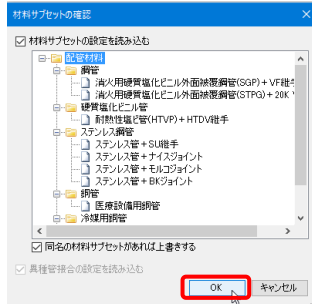 材料サブセットの確認
材料サブセットの設定を読み込む
配管材料
鋼管
消火用硬質塩化ビニル外面被覆鋼管(SGP)+VF継手
消火用硬質塩化ビニル外面被覆鋼管(STPG)+20K
硬質塩化ビニル管
耐熱性塩ビ管(HTVP)+HTDV継手
ステンレス鋼管
ステンレス管+SU継手
ステンレス管+ナイスジョイント
ステンレス管+モルコジョイント
ステンレス管+BKジョイント
銅管
医療設備用銅管
冷媒用銅管
同名の材料サブセットがあれば上書きする
異種管接合の設定を読み込む
OK キャンセル